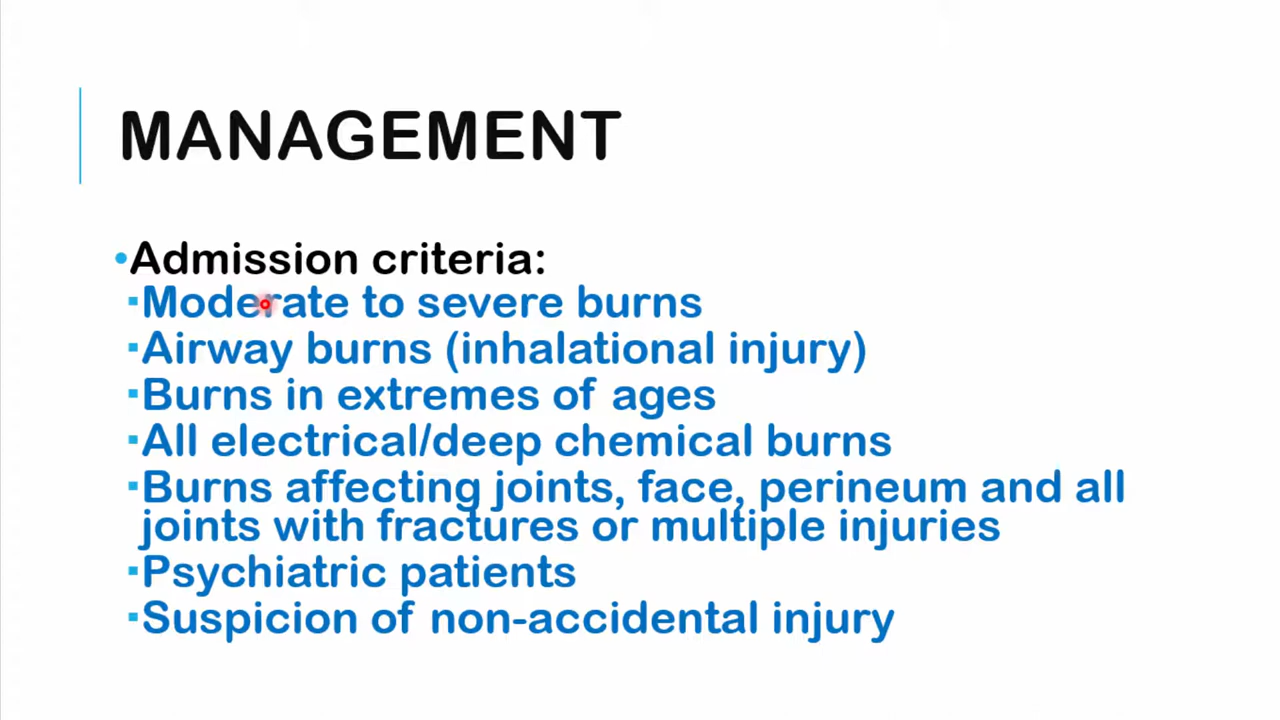 MANAGEMENT
•Admission criteria:
▪Moderate to severe burns
▪Airway burns (inhalational injury)
▪Burns in extremes of ages
▪All electrical/deep chemical burns
▪Burns affecting joints, face, perineum and all
joints with fractures or multiple injuries
▪Psychiatric patients
▪Suspicion of non-accidental injury